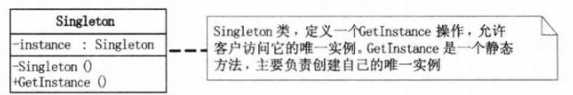 Singleton
-instance : Singleton
-Singleton ()
+GetInstance ()
Singleton 类，定义一个GetInstance 操作，允许
客户访问它的唯一实例。GetInstance 是一个静态
方法，主要负责创建自己的唯一实例